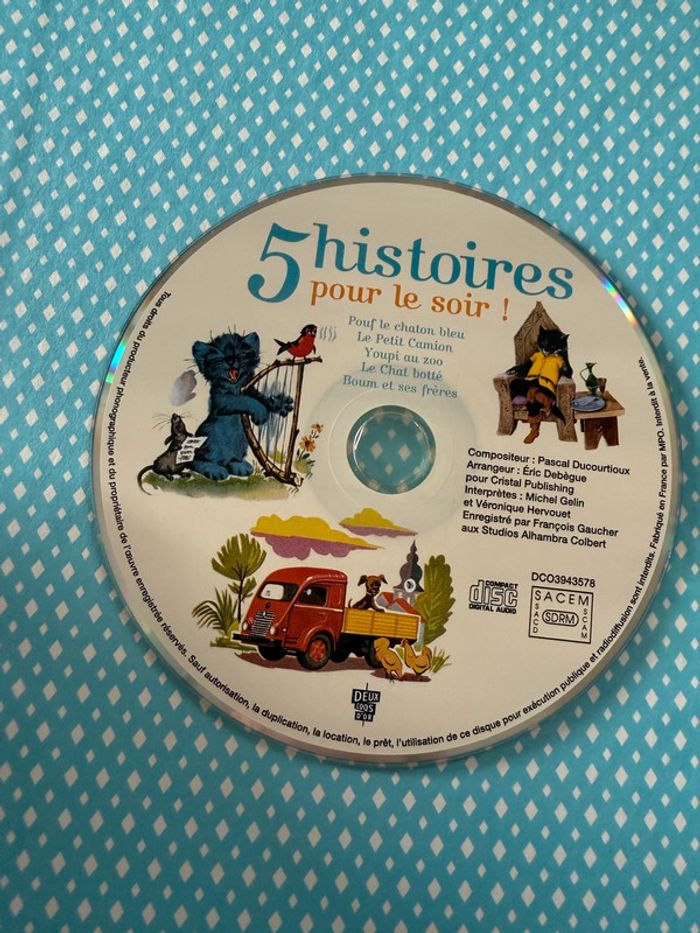 5 histoires
pour le soir !
Pouf le chaton bleu
Le Petit Camion
Youpi au zoo
Le Chat botté
Boum et ses frères
Compositeur : Pascal Ducourtioux
Arrangeur : Éric Debègue
pour Cristal Publishing
Interprètes : Michel Gelin
et Véronique Hervouet
Enregistré par François Gaucher
aux Studios Alhambra Colbert
DCO3943578
COMPACT
disc
DIGITAL AUDIO
SACEM
SACD
SDRM
SCAM
DEUX
COQS
D'OR
Tous droits du producteur phonographique et du propriétaire de l'œuvre enregistrée réservés. Sauf autorisation, la duplication, la location, le prêt, l'utilisation de ce disque pour exécution publique et radiodiffusion sont interdits. Fabriqué en France par MPO. Interdit à la vente.